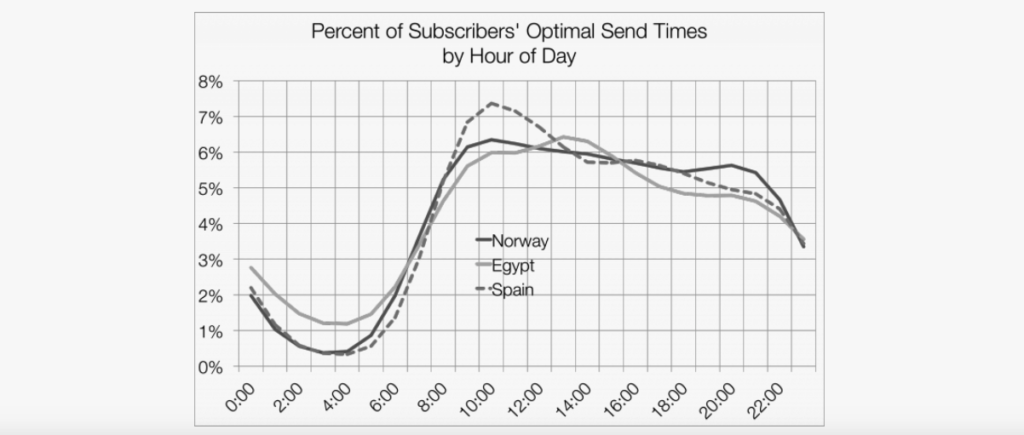 Percent of Subscribers' Optimal Send Times
by Hour of Day
8%
7%
6%
5%
4%
3%
2%
1%
0%
Norway
Egypt
Spain
0:00 2:00 4:00 6:00 8:00 10:00 12:00 14:00 16:00 18:00 20:00 22:00